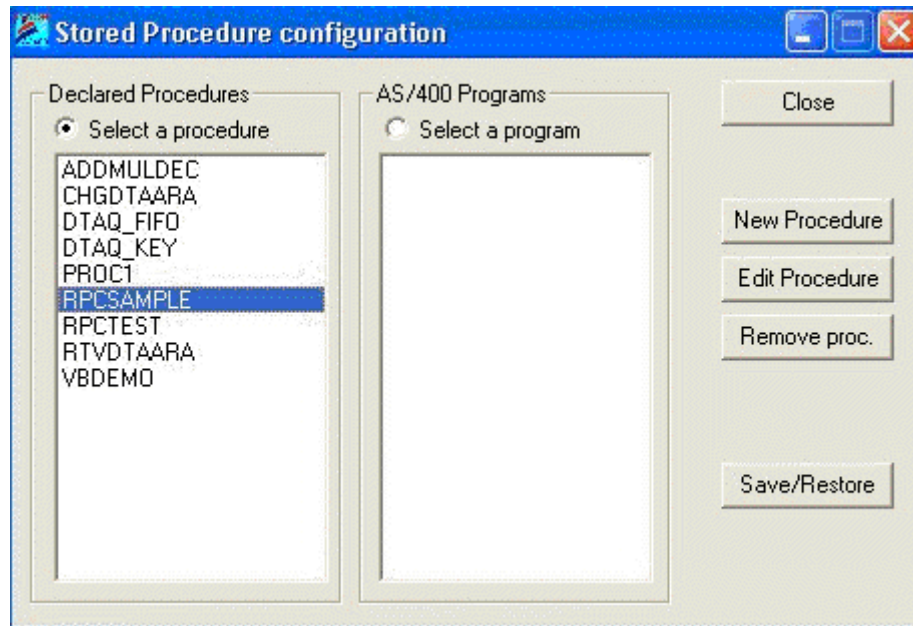 Stored Procedure configuration
Declared Procedures
Select a procedure
ADDMULDEC
CHGDTAARA
DTAQ_FIFO
DTAQ_KEY
PROC1
RPCSAMPLE
RPCTEST
RTVDTAARA
VBDEMO
AS/400 Programs
Select a program
Close
New Procedure
Edit Procedure
Remove proc.
Save/Restore